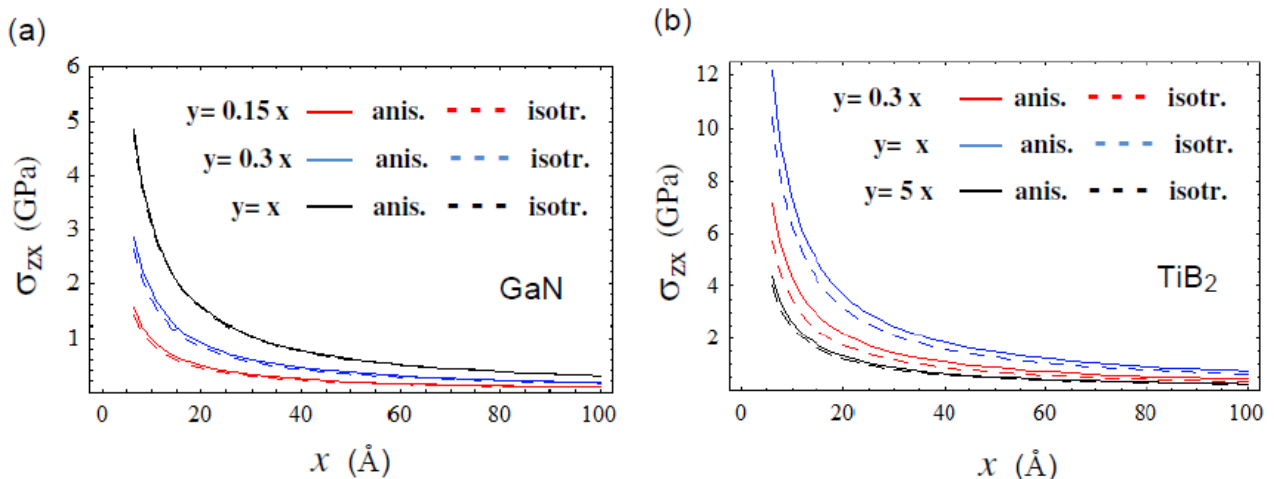 (a)
6
5
4
3
2
1
0 20 40 60 80 100
σzx (GPa)
x (Å)
y= 0.15 x anis. isotr.
y= 0.3 x anis. isotr.
y= x anis. isotr.
GaN
(b)
12
10
8
6
4
2
0 20 40 60 80 100
σzx (GPa)
x (Å)
y= 0.3 x anis. isotr.
y= x anis. isotr.
y= 5 x anis. isotr.
TiB2